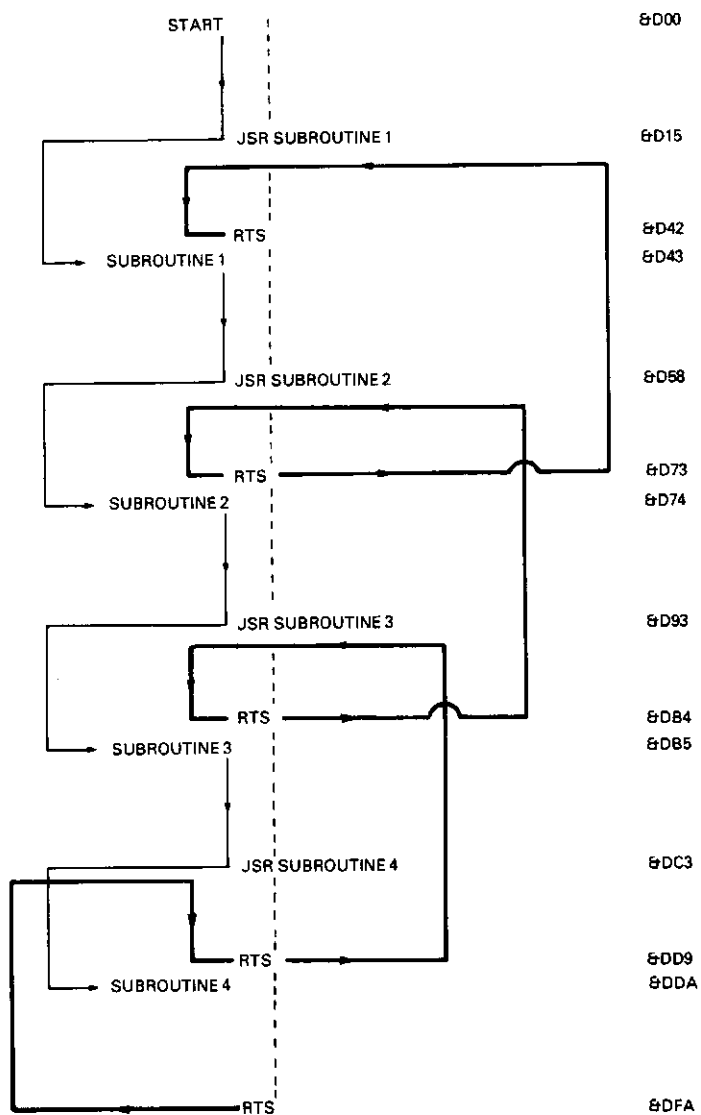 START &D00
JSR SUBROUTINE 1 &D15
RTS &D42
SUBROUTINE 1 &D43
JSR SUBROUTINE 2 &D58
RTS &D73
SUBROUTINE 2 &D74
JSR SUBROUTINE 3 &D93
RTS &DB4
SUBROUTINE 3 &DB5
JSR SUBROUTINE 4 &DC3
RTS &DD9
SUBROUTINE 4 &DDA
RTS &DFA